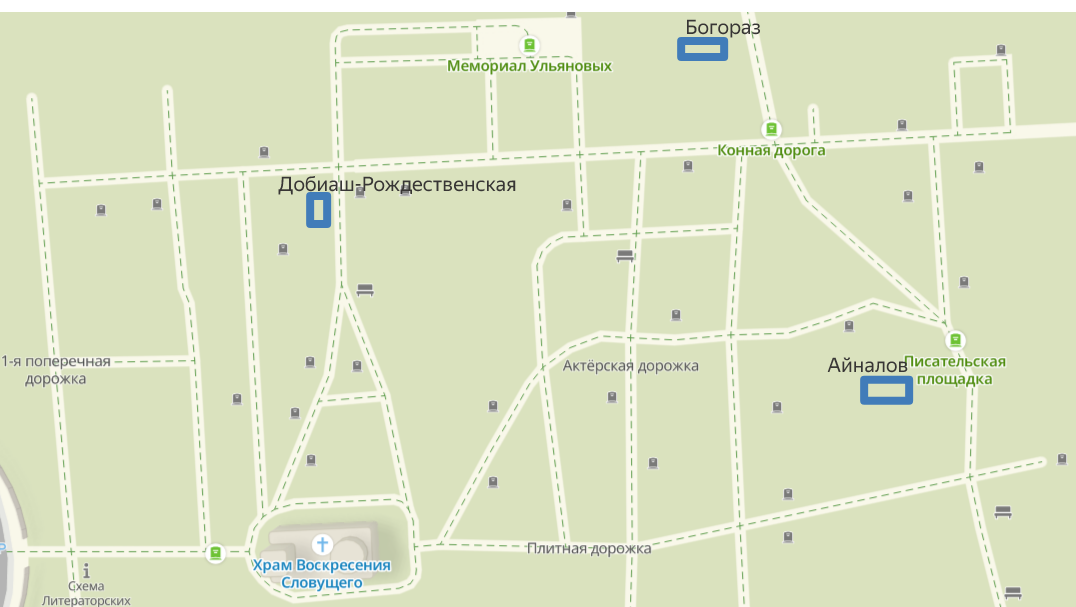 Богораз
Мемориал Ульяновых
Конная дорога
Добиаш-Рождественская
1-я поперечная
дорожка
Актёрская дорожка
Айналов
Писательская
площадка
Плитная дорожка
Храм Воскресения
Словущего
Схема
Литераторских